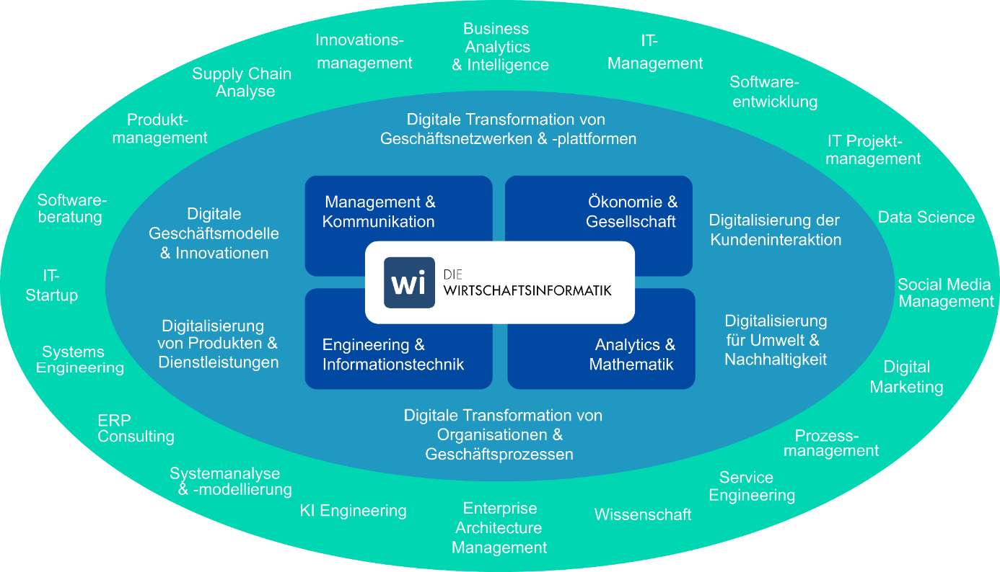 Business
Analytics
& Intelligence
IT-
Management
Software-
entwicklung
IT Projekt-
management
Data Science
Social Media
Management
Digital
Marketing
Prozess-
management
Service
Engineering
Wissenschaft
Enterprise
Architecture
Management
KI Engineering
Systemanalyse
& -modellierung
ERP
Consulting
Systems
Engineering
IT-
Startup
Software-
beratung
Produkt-
management
Supply Chain
Analyse
Innovations-
management
Digitale Transformation von
Geschäftsnetzwerken & -plattformen
Digitalisierung der
Kundeninteraktion
Digitalisierung
für Umwelt &
Nachhaltigkeit
Digitale Transformation von
Organisationen &
Geschäftsprozessen
Digitalisierung
von Produkten &
Dienstleistungen
Digitale
Geschäftsmodelle
& Innovationen
Management &
Kommunikation
Ökonomie &
Gesellschaft
wi
DIE
WIRTSCHAFTSINFORMATIK
Engineering &
Informationstechnik
Analytics &
Mathematik